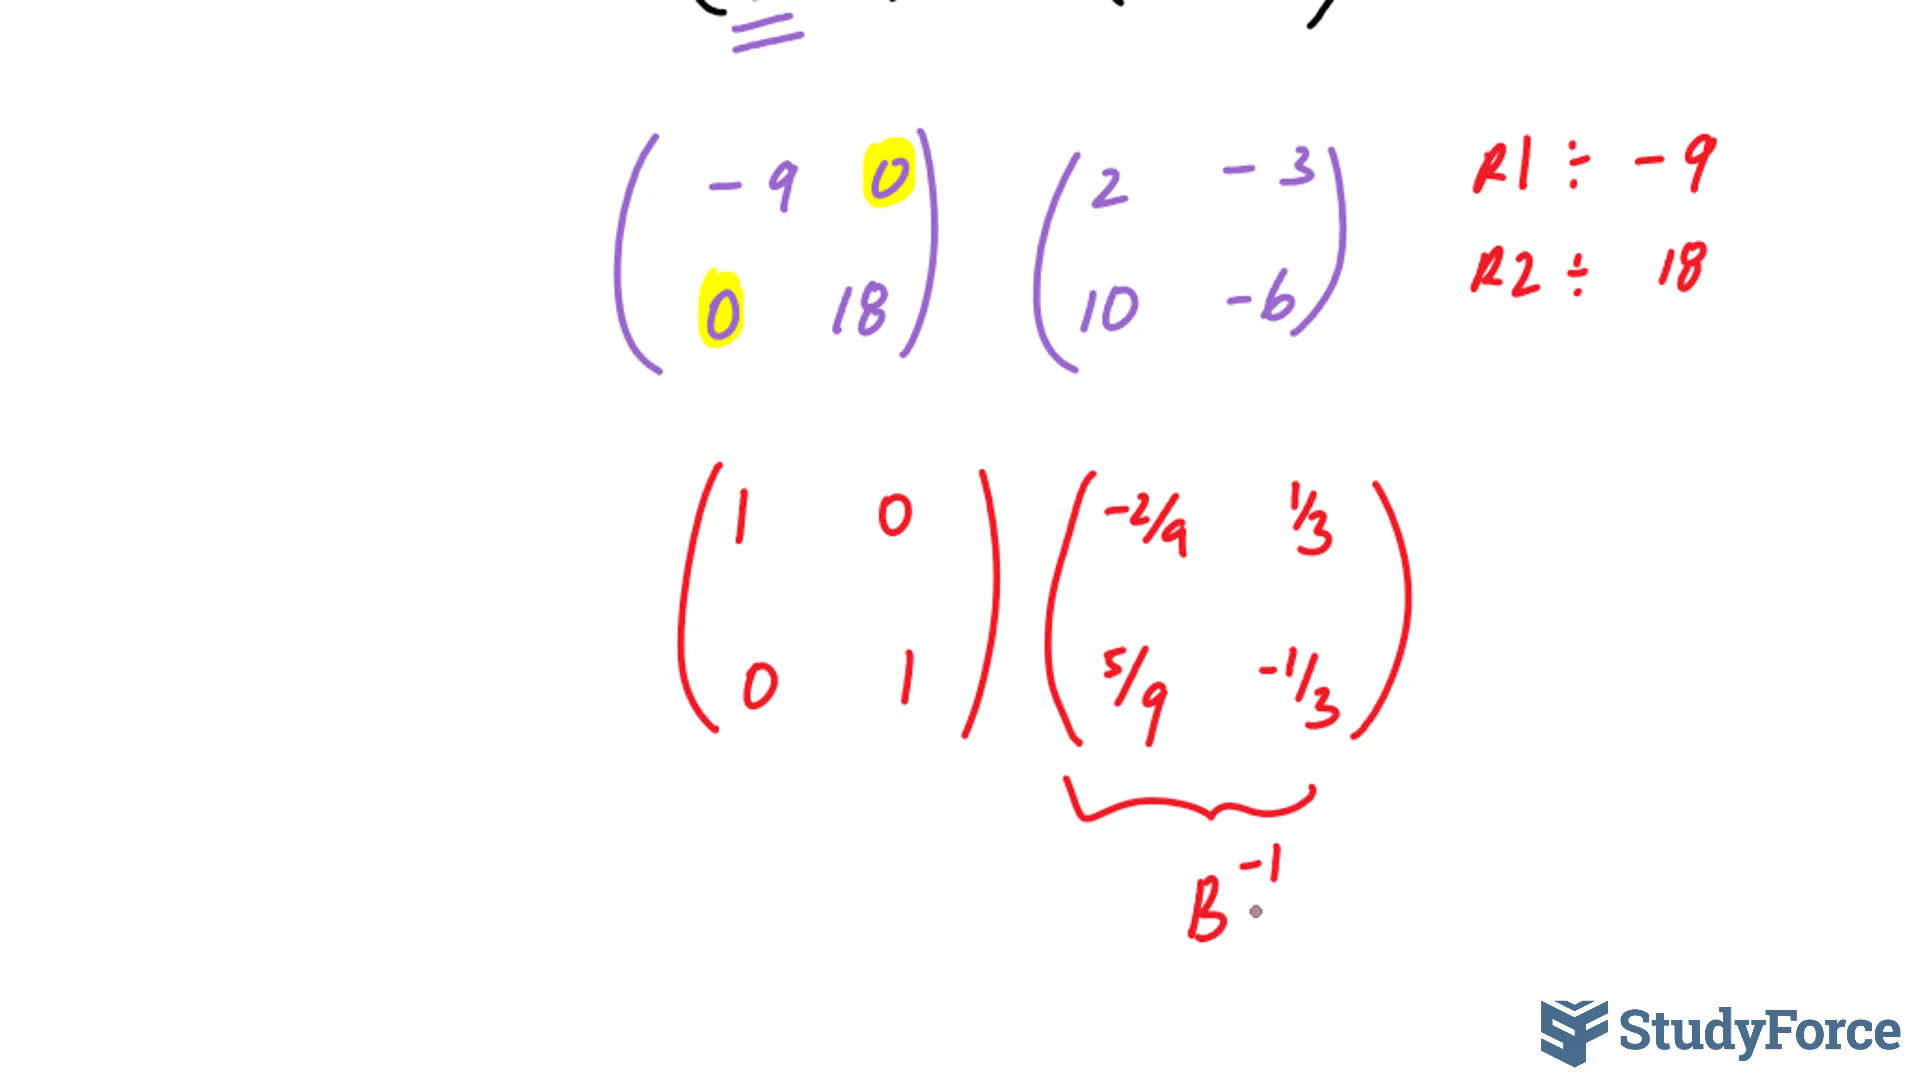 ( -9 0 ) ( 2 -3 ) R1 ÷ -9
( 0 18 ) ( 10 -6 ) R2 ÷ 18
( 1 0 ) ( -2/9 1/3 )
( 0 1 ) ( 5/9 -1/3 )
B⁻¹
StudyForce